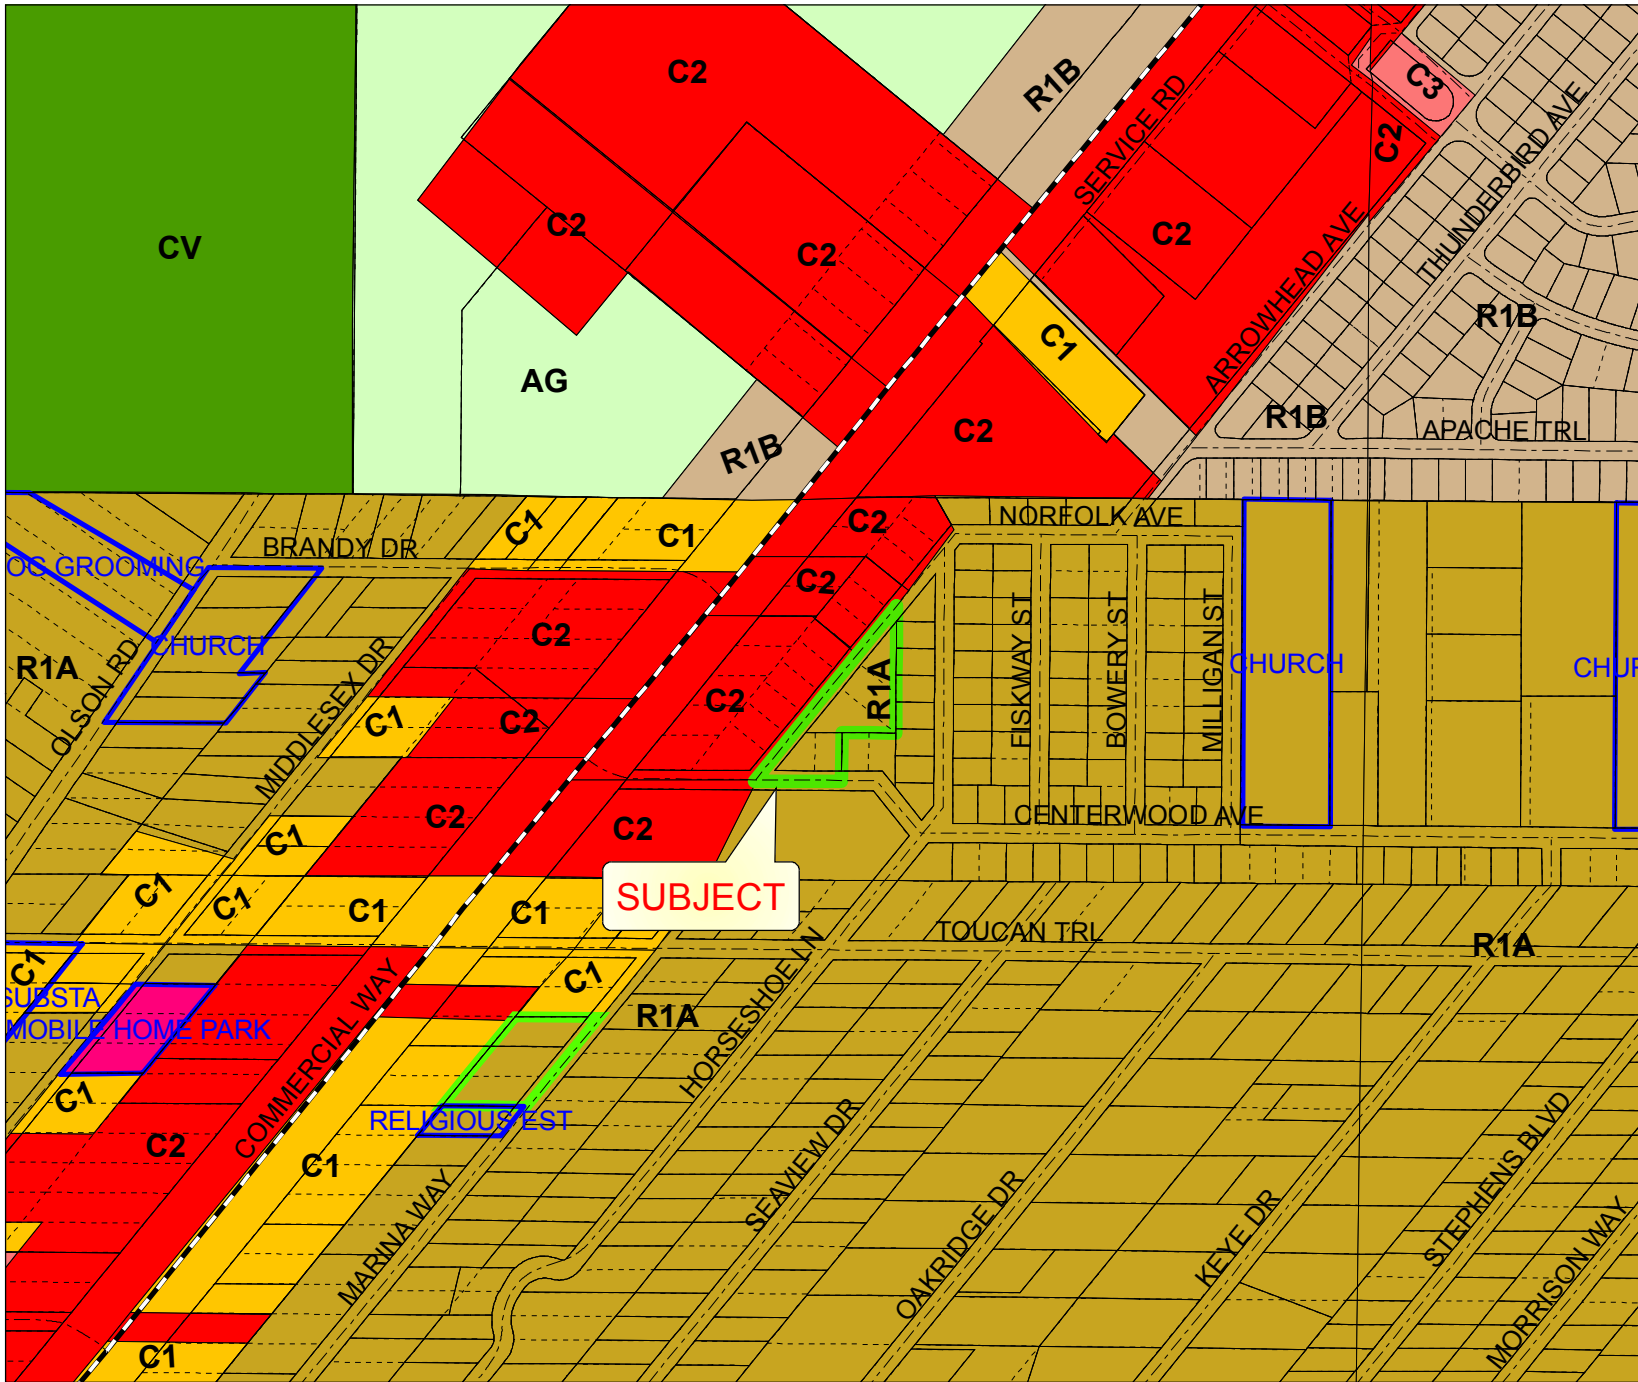 C2
R1B
C3
SERVICE RD
C2
THUNDERBIRD AVE
CV
C2
C2
C2
ARROWHEAD AVE
R1B
C1
AG
R1B
C2
R1B
APACHE TRL
C1
C1
C2
NORFOLK AVE
BRANDY DR
OG GROOMING
C2
CHURCH
C2
R1A
OLSON RD
MIDDLESEX DR
C1
C2
C2
R1A
FISKWAY ST
BOWERY ST
MILLIGAN ST
CHURCH
CHUR
C2
C2
CENTERWOOD AVE
C1
C1
C1
C1
C1
SUBJECT
TOUCAN TRL
R1A
C1
SUBSTA
MOBILE HOME PARK
COMMERCIAL WAY
C1
R1A
HORSESHOE LN
C1
C2
RELIGIOUS EST
C1
MARINA WAY
SEAVIEW DR
OAKRIDGE DR
KEYE DR
STEPHENS BLVD
MORRISON WAY
C1